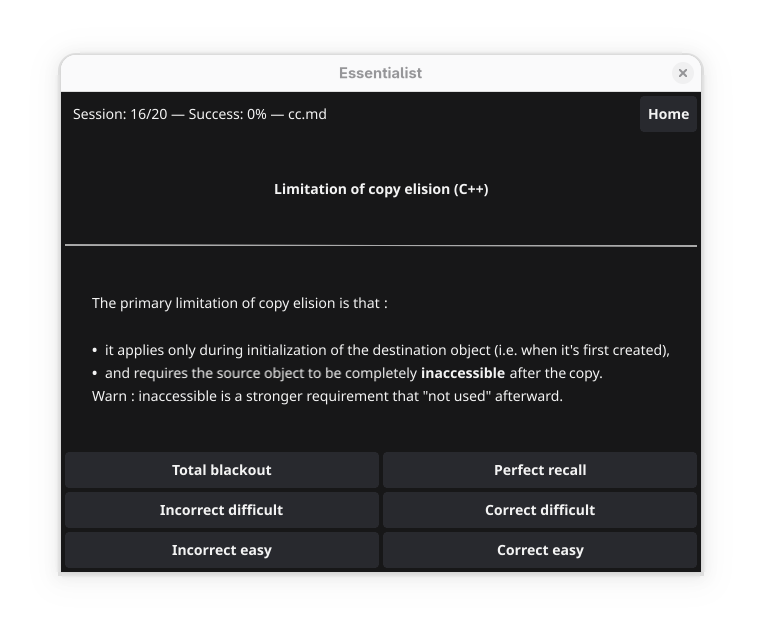 Essentialist
Session: 16/20 — Success: 0% — cc.md
Home
Limitation of copy elision (C++)
The primary limitation of copy elision is that :
• it applies only during initialization of the destination object (i.e. when it's first created),
• and requires the source object to be completely inaccessible after the copy.
Warn : inaccessible is a stronger requirement that "not used" afterward.
Total blackout
Perfect recall
Incorrect difficult
Correct difficult
Incorrect easy
Correct easy